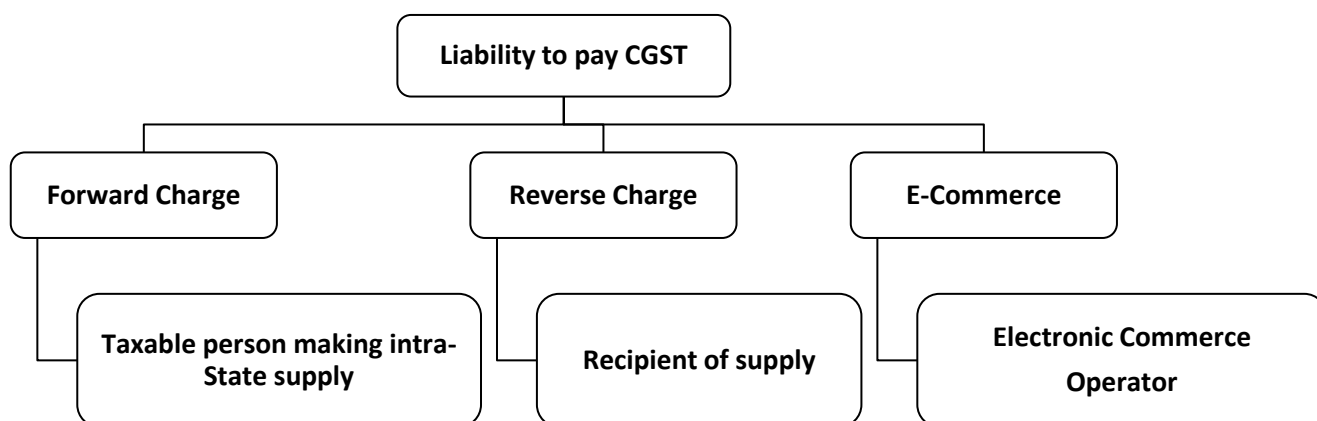 Liability to pay CGST
Forward Charge
Reverse Charge
E-Commerce
Taxable person making intra-
State supply
Recipient of supply
Electronic Commerce
Operator